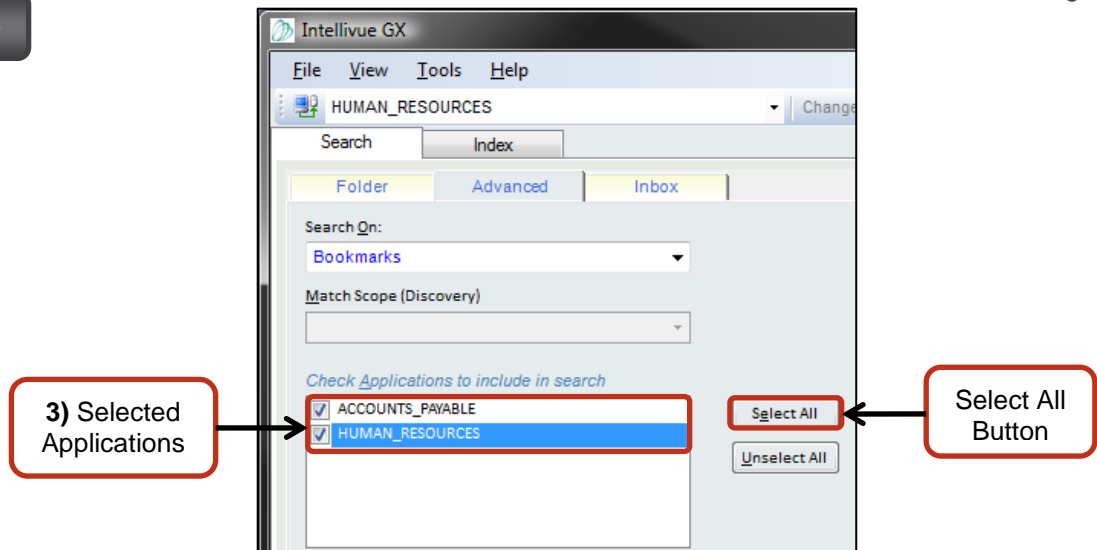 Intellivue GX
File View Tools Help
HUMAN_RESOURCES
Change
Search Index
Folder Advanced Inbox
Search On:
Bookmarks
Match Scope (Discovery)
Check Applications to include in search
3) Selected
Applications
ACCOUNTS_PAYABLE
HUMAN_RESOURCES
Select All
Unselect All
Select All
Button